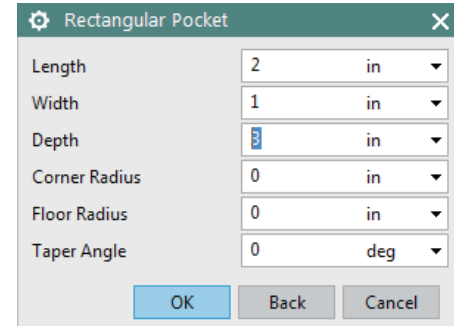 Rectangular Pocket
Length 2 in
Width 1 in
Depth 3 in
Corner Radius 0 in
Floor Radius 0 in
Taper Angle 0 deg
OK Back Cancel